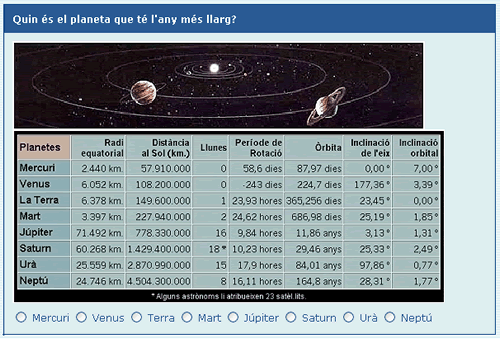 Quin és el planeta que té l'any més llarg?
Planetes Radi equatorial Distància al Sol (km.) Llunes Període de Rotació Òrbita Inclinació de l'eix Inclinació orbital
Mercuri 2.440 km. 57.910.000 0 58,6 dies 87,97 dies 0,00 º 7,00 º
Venus 6.052 km. 108.200.000 0 -243 dies 224,7 dies 177,36 º 3,39 º
La Terra 6.378 km. 149.600.000 1 23,93 hores 365,256 dies 23,45 º 0,00 º
Mart 3.397 km. 227.940.000 2 24,62 hores 686,98 dies 25,19 º 1,85 º
Júpiter 71.492 km. 778.330.000 16 9,84 hores 11,86 anys 3,13 º 1,31 º
Saturn 60.268 km. 1.429.400.000 18 * 10,23 hores 29,46 anys 25,33 º 2,49 º
Urà 25.559 km. 2.870.990.000 15 17,9 hores 84,01 anys 97,86 º 0,77 º
Neptú 24.746 km. 4.504.300.000 8 16,11 hores 164,8 anys 28,31 º 1,77 º
* Alguns astrònoms li atribueixen 23 satèl.lits.
Mercuri Venus Terra Mart Júpiter Saturn Urà Neptú